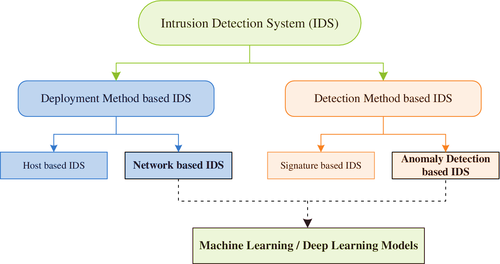 Intrusion Detection System (IDS)
Deployment Method based IDS
Detection Method based IDS
Host based IDS
Network based IDS
Signature based IDS
Anomaly Detection
based IDS
Machine Learning / Deep Learning Models